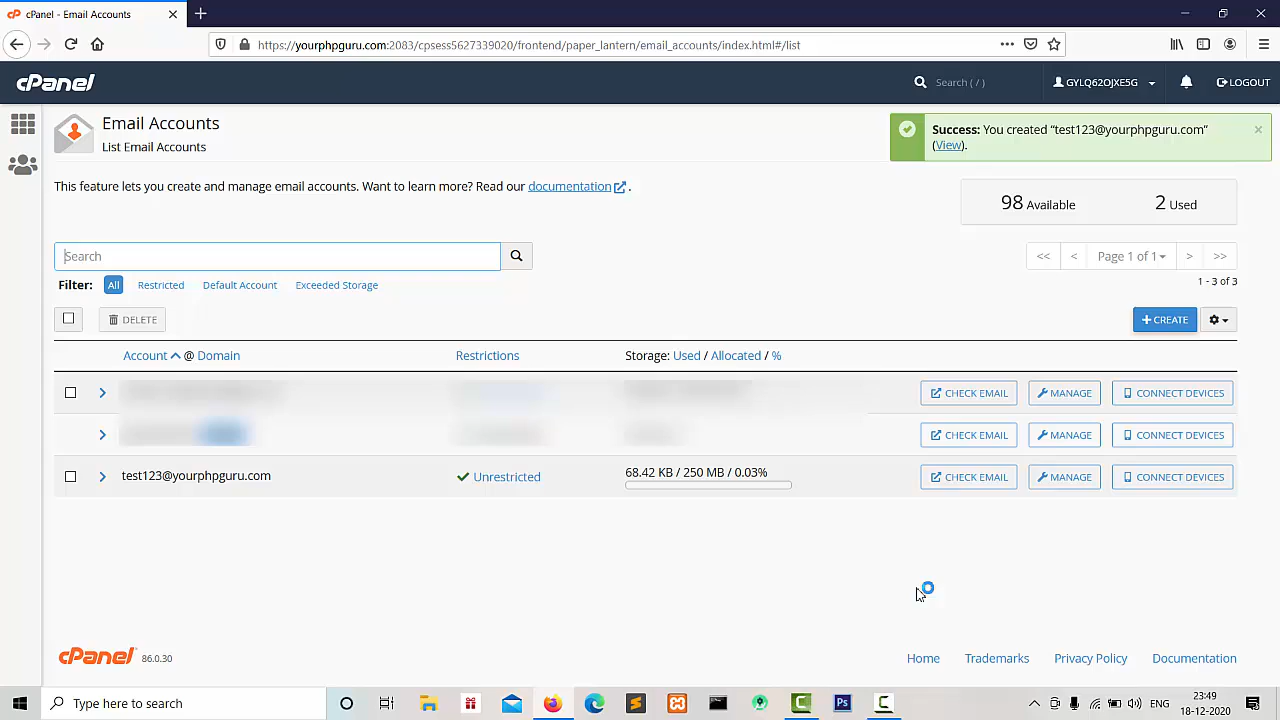 cPanel - Email Accounts
https://yourphpguru.com:2083/cpsess5627339020/frontend/paper_lantern/email_accounts/index.html#/list
cPanel
Search ( / )
GYLQ62OJXE5G
LOGOUT
Email Accounts
List Email Accounts
Success: You created “test123@yourphpguru.com”
(View).
This feature lets you create and manage email accounts. Want to learn more? Read our documentation .
98 Available 2 Used
Search
<< < Page 1 of 1 > >>
Filter: All Restricted Default Account Exceeded Storage
1 - 3 of 3
DELETE
+ CREATE
Account @ Domain Restrictions Storage: Used / Allocated / %
CHECK EMAIL MANAGE CONNECT DEVICES
CHECK EMAIL MANAGE CONNECT DEVICES
test123@yourphpguru.com Unrestricted 68.42 KB / 250 MB / 0.03% CHECK EMAIL MANAGE CONNECT DEVICES
cPanel 86.0.30
Home Trademarks Privacy Policy Documentation
Type here to search
Ps
ENG
23:49
18-12-2020